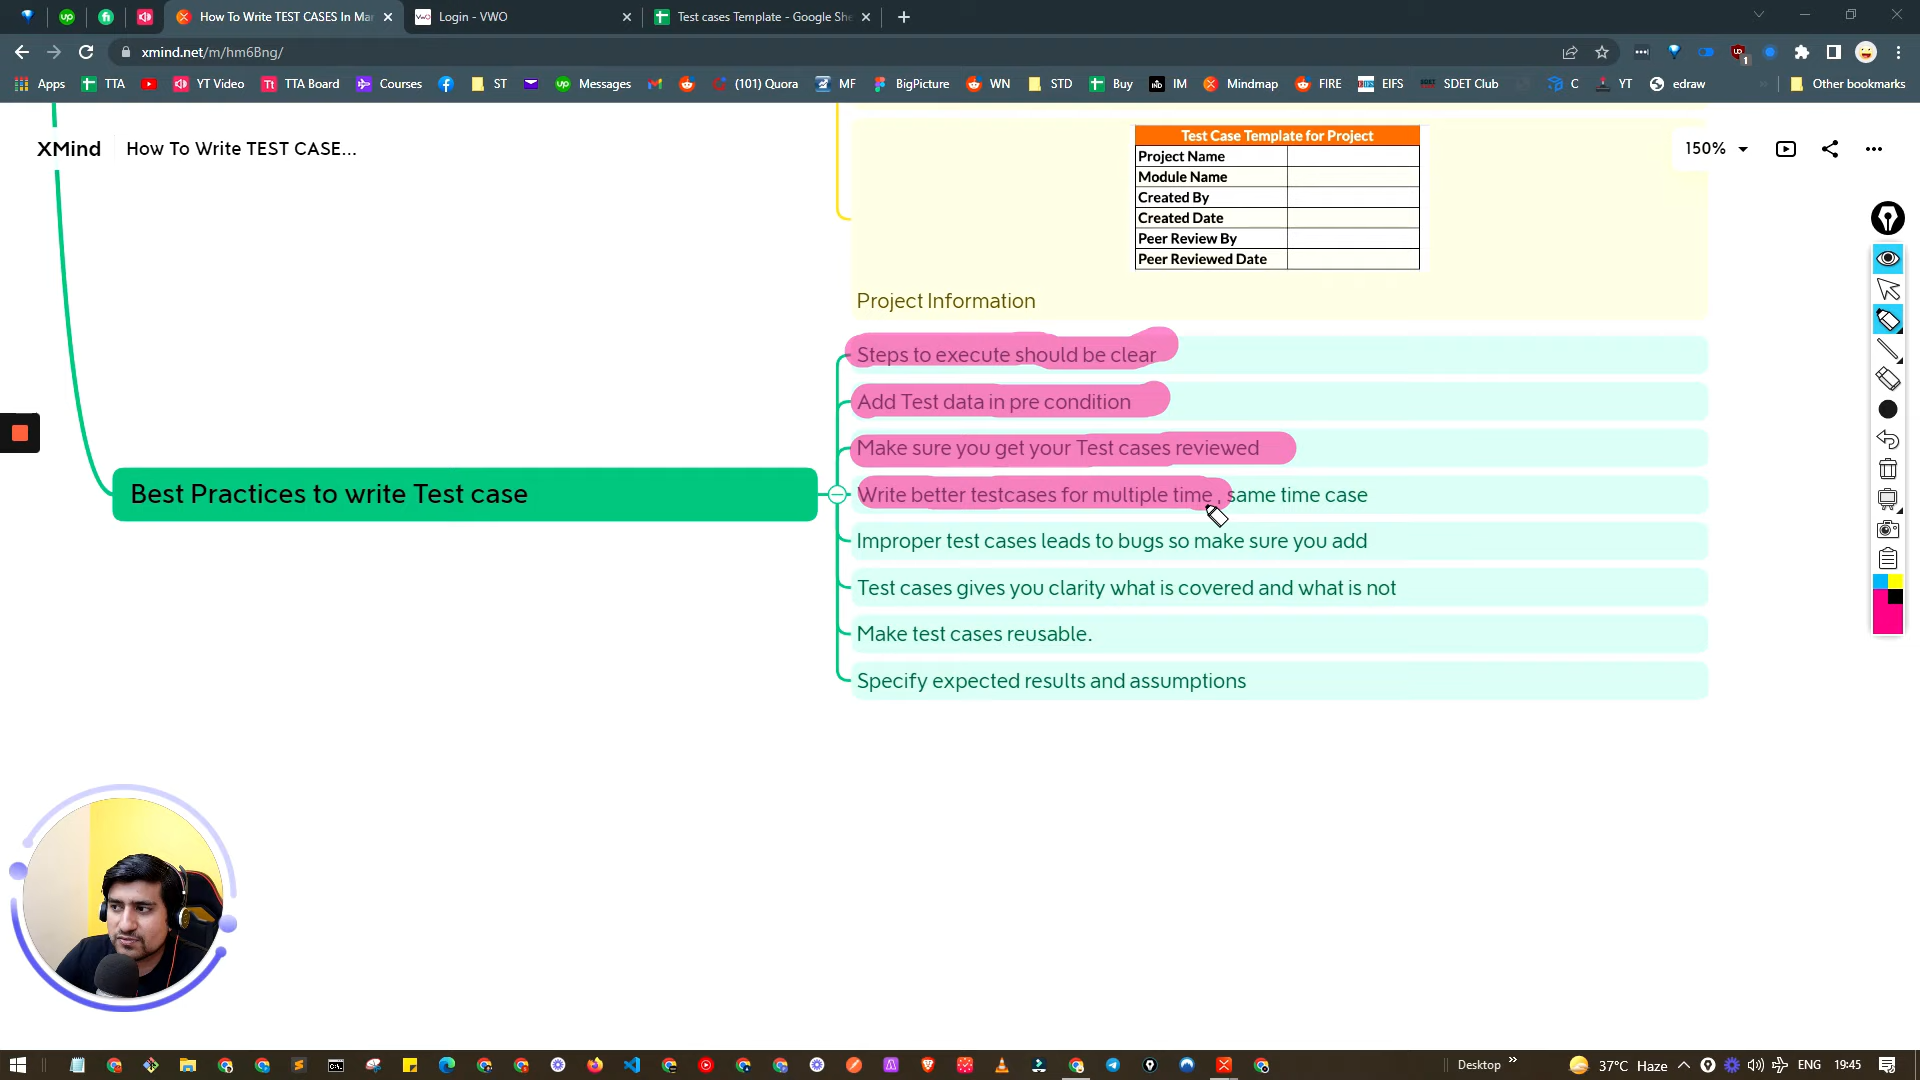 How To Write TEST CASES In Mar
Login - VWO
Test cases Template - Google She
xmind.net/m/hm6Bng/
Apps
TTA
YT Video
TTA Board
Courses
ST
Messages
(101) Quora
MF
BigPicture
WN
STD
Buy
IM
Mindmap
FIRE
EIFS
SDET Club
C
YT
edraw
Other bookmarks
XMind
How To Write TEST CASE...
150%
Test Case Template for Project
Project Name
Module Name
Created By
Created Date
Peer Review By
Peer Reviewed Date
Project Information
Best Practices to write Test case
Steps to execute should be clear
Add Test data in pre condition
Make sure you get your Test cases reviewed
Write better testcases for multiple time , same time case
Improper test cases leads to bugs so make sure you add
Test cases gives you clarity what is covered and what is not
Make test cases reusable.
Specify expected results and assumptions
Desktop
37°C Haze
ENG
19:45